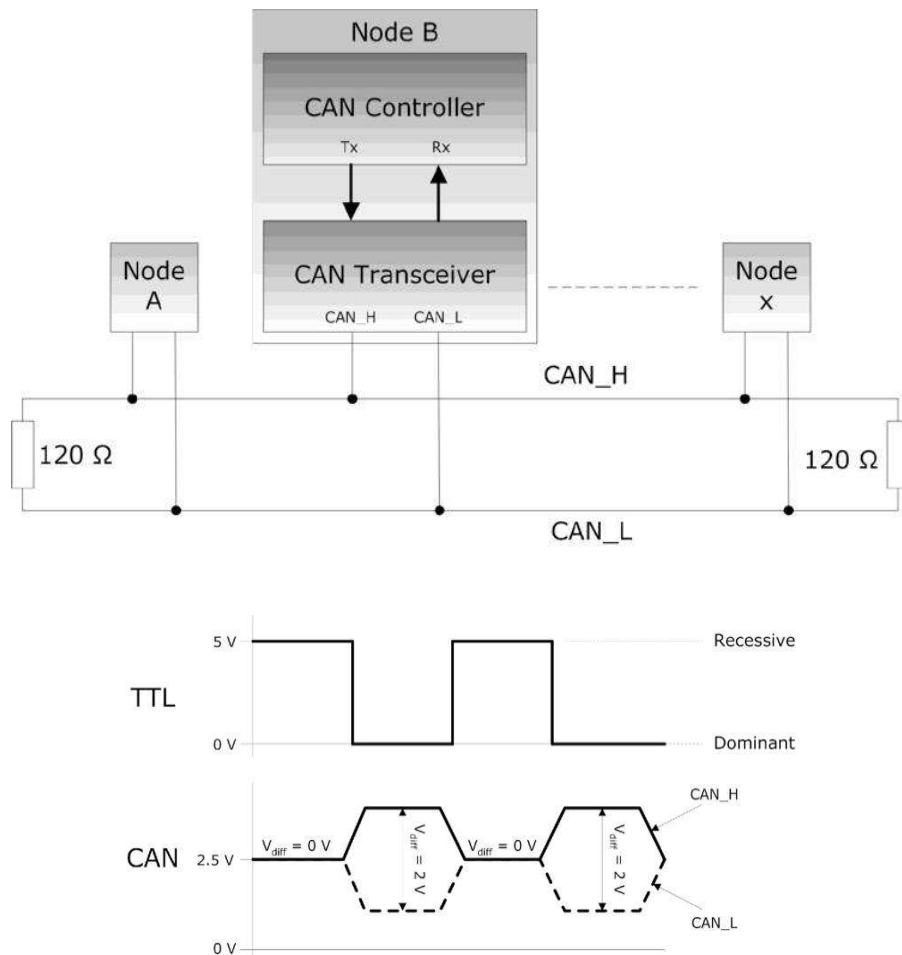 Node B
CAN Controller
Tx Rx
Node
A
CAN Transceiver
CAN_H CAN_L
Node
x
CAN_H
120 Ω
120 Ω
CAN_L
5 V
Recessive
TTL
0 V
Dominant
CAN_H
CAN
2.5 V
Vdiff = 0 V
Vdiff = 2 V
Vdiff = 0 V
Vdiff = 2 V
CAN_L
0 V